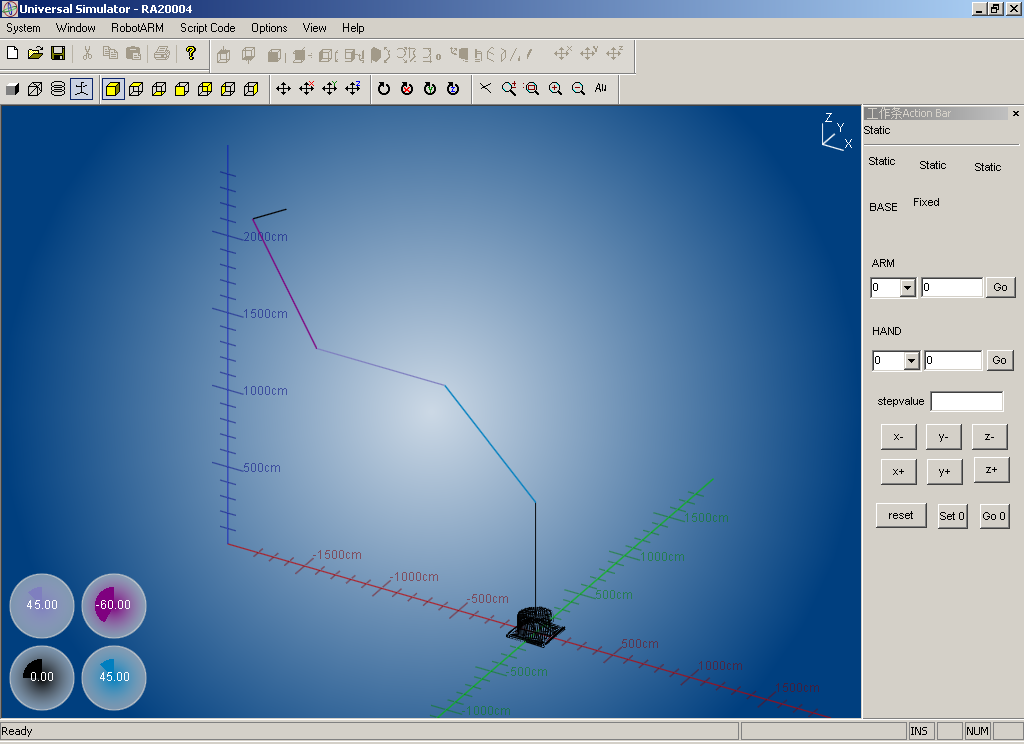 Universal Simulator - RA20004
System Window RobotARM Script Code Options View Help
All
Z
Y
X
2000cm
1500cm
1000cm
500cm
-1500cm
-1000cm
-500cm
500cm
1000cm
1500cm
1500cm
1000cm
500cm
-500cm
-1000cm
45.00
-60.00
0.00
45.00
工作条Action Bar
Static
Static Static Static
BASE Fixed
ARM
0 0 Go
HAND
0 0 Go
stepvalue
x- y- z-
x+ y+ z+
reset Set 0 Go 0
Ready INS NUM